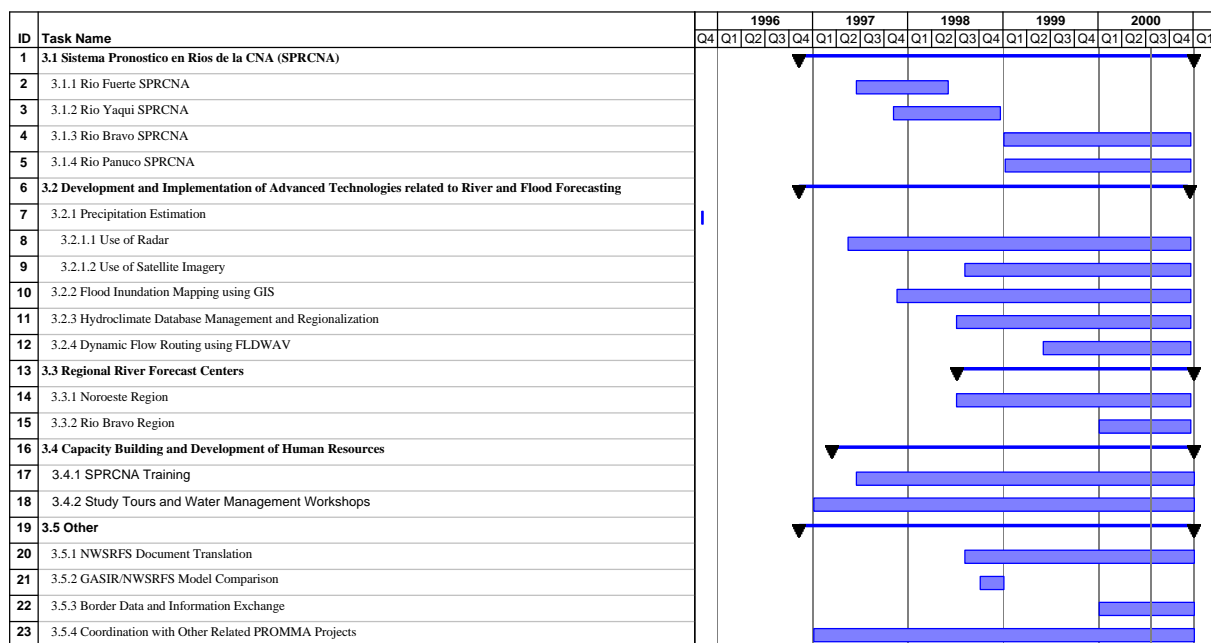 1996 1997 1998 1999 2000
ID Task Name Q4 Q1 Q2 Q3 Q4 Q1 Q2 Q3 Q4 Q1 Q2 Q3 Q4 Q1 Q2 Q3 Q4 Q1 Q2 Q3 Q4 Q1
1 3.1 Sistema Pronostico en Rios de la CNA (SPRCNA)
2 3.1.1 Rio Fuerte SPRCNA
3 3.1.2 Rio Yaqui SPRCNA
4 3.1.3 Rio Bravo SPRCNA
5 3.1.4 Rio Panuco SPRCNA
6 3.2 Development and Implementation of Advanced Technologies related to River and Flood Forecasting
7 3.2.1 Precipitation Estimation
8 3.2.1.1 Use of Radar
9 3.2.1.2 Use of Satellite Imagery
10 3.2.2 Flood Inundation Mapping using GIS
11 3.2.3 Hydroclimate Database Management and Regionalization
12 3.2.4 Dynamic Flow Routing using FLDWAV
13 3.3 Regional River Forecast Centers
14 3.3.1 Noroeste Region
15 3.3.2 Rio Bravo Region
16 3.4 Capacity Building and Development of Human Resources
17 3.4.1 SPRCNA Training
18 3.4.2 Study Tours and Water Management Workshops
19 3.5 Other
20 3.5.1 NWSRFS Document Translation
21 3.5.2 GASIR/NWSRFS Model Comparison
22 3.5.3 Border Data and Information Exchange
23 3.5.4 Coordination with Other Related PROMMA Projects